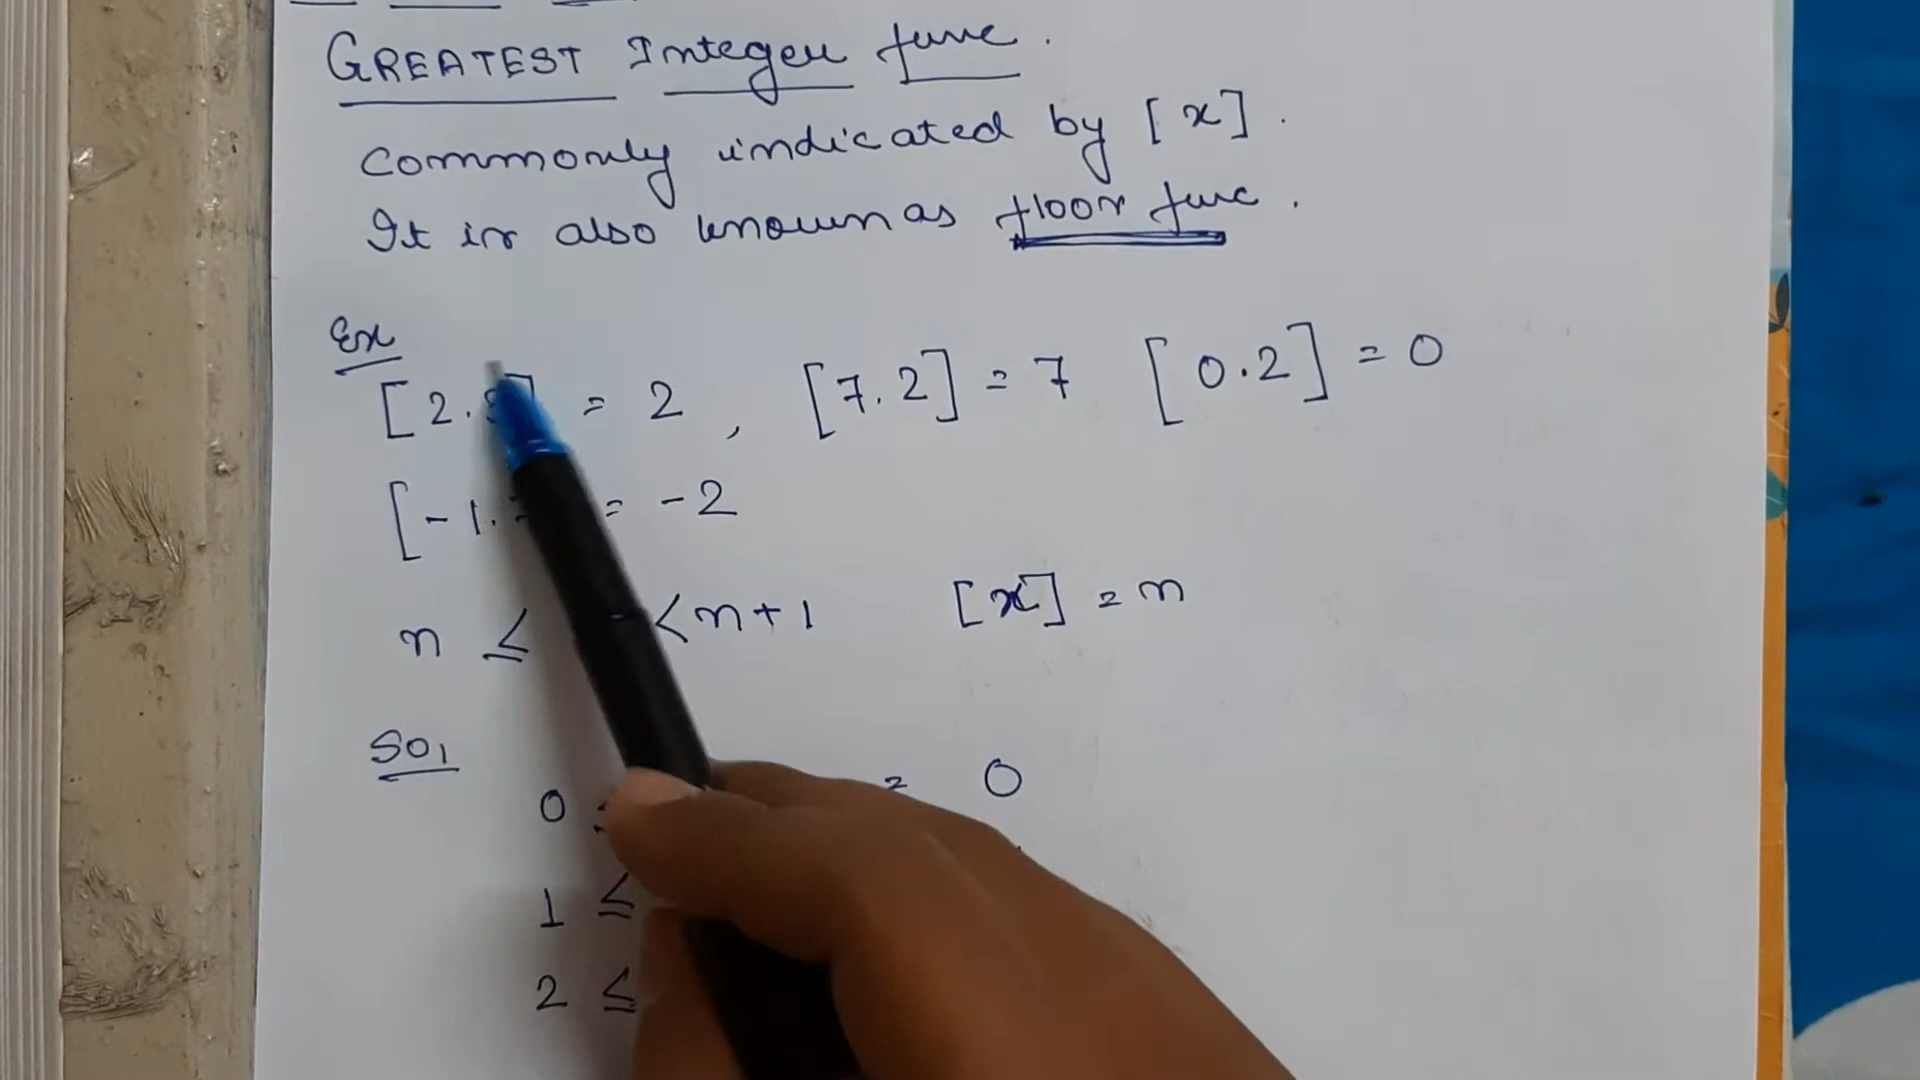 GREATEST Integer func.
Commonly indicated by [x].
It is also known as floor func.
Ex
[2. ] = 2 , [7.2] = 7 [0.2] = 0
[-1. = -2
n ≤ < n+1 [x] = n
Sol
0 ≤ = 0
1 ≤
2 ≤